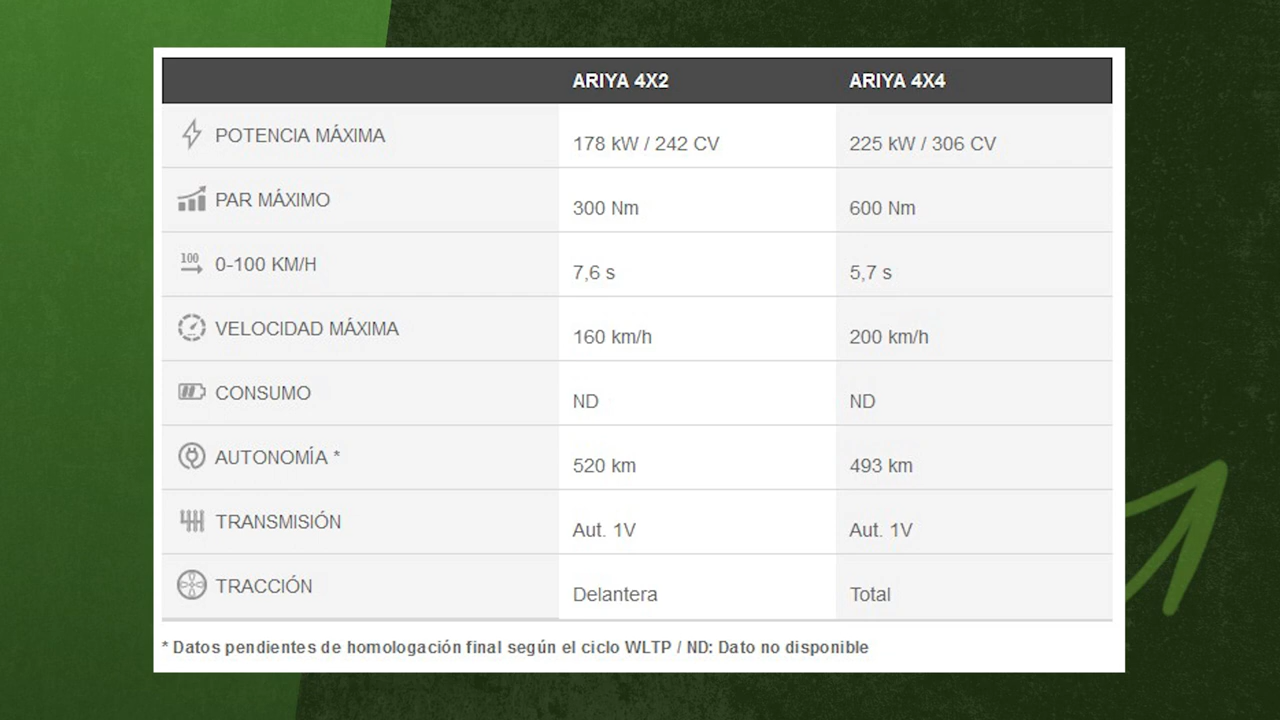 ARIYA 4X2 ARIYA 4X4
POTENCIA MÁXIMA 178 kW / 242 CV 225 kW / 306 CV
PAR MÁXIMO 300 Nm 600 Nm
100 0-100 KM/H 7,6 s 5,7 s
VELOCIDAD MÁXIMA 160 km/h 200 km/h
CONSUMO ND ND
AUTONOMÍA * 520 km 493 km
TRANSMISIÓN Aut. 1V Aut. 1V
TRACCIÓN Delantera Total
* Datos pendientes de homologación final según el ciclo WLTP / ND: Dato no disponible